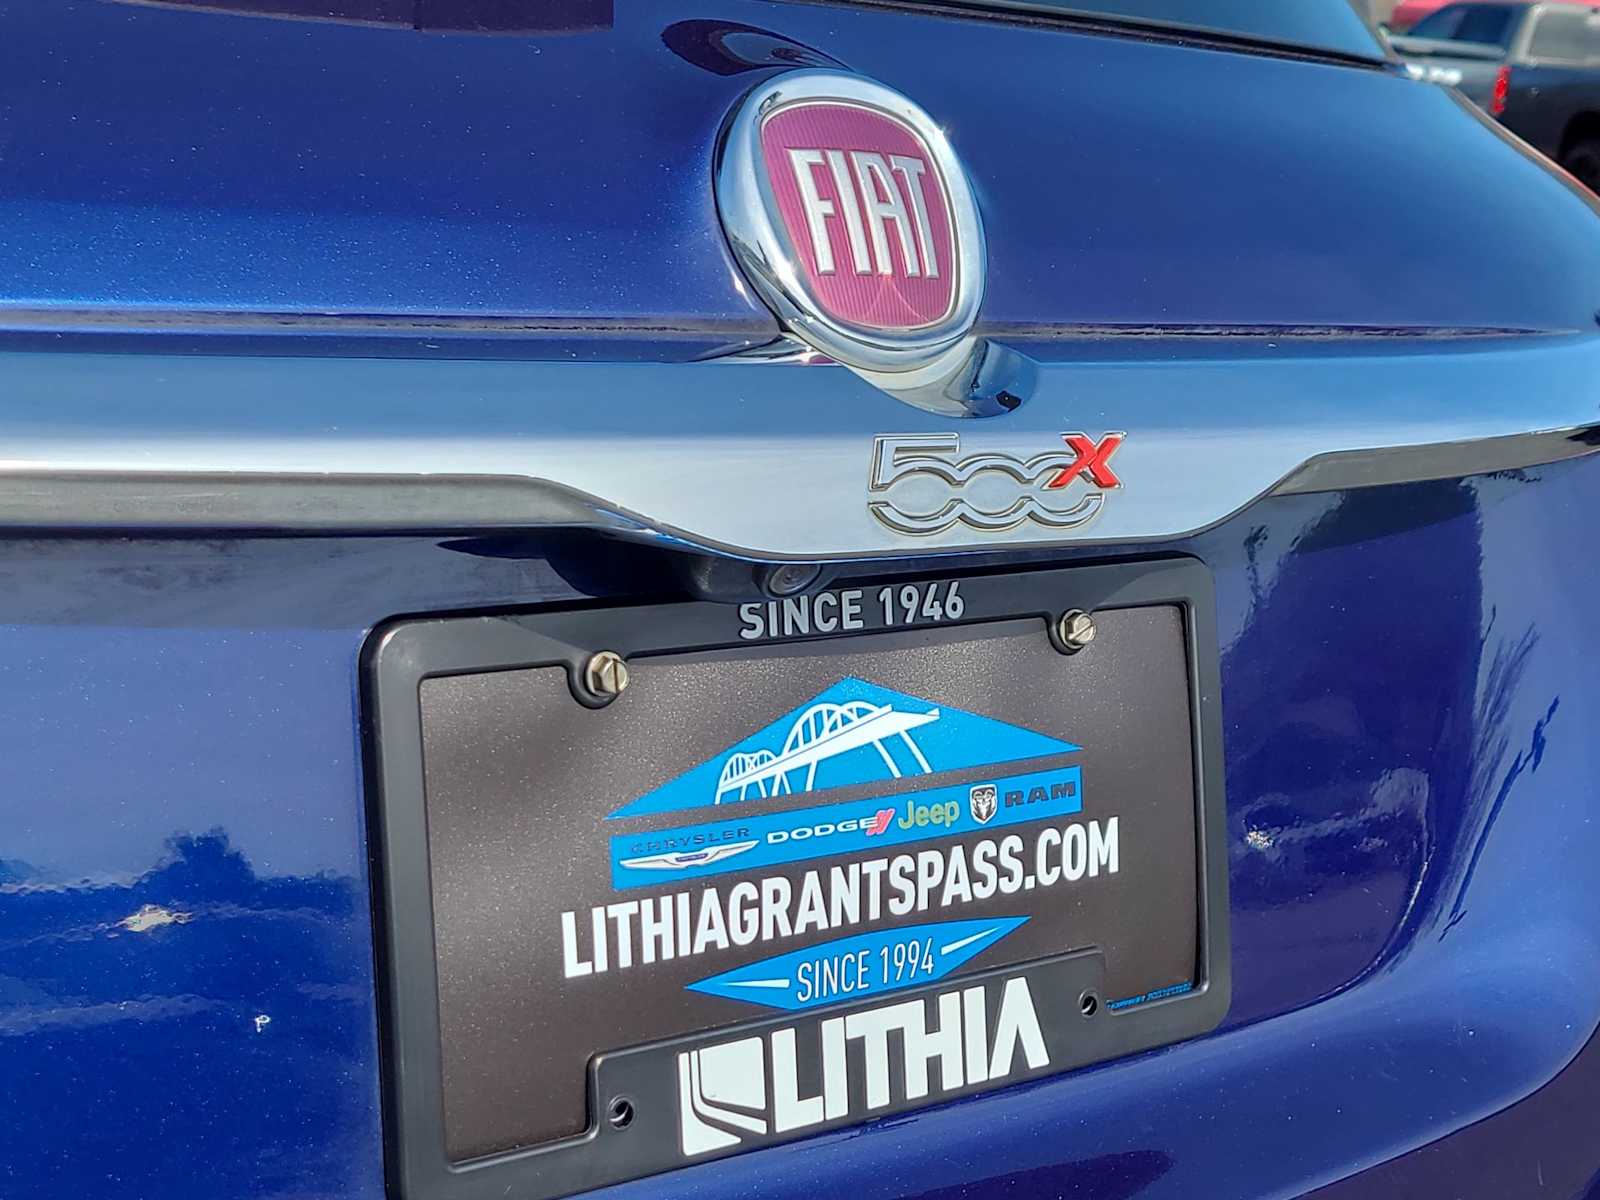 FIAT
500X
SINCE 1946
CHRYSLER DODGE Jeep RAM
LITHIAGRANTSPASS.COM
SINCE 1994
LITHIA